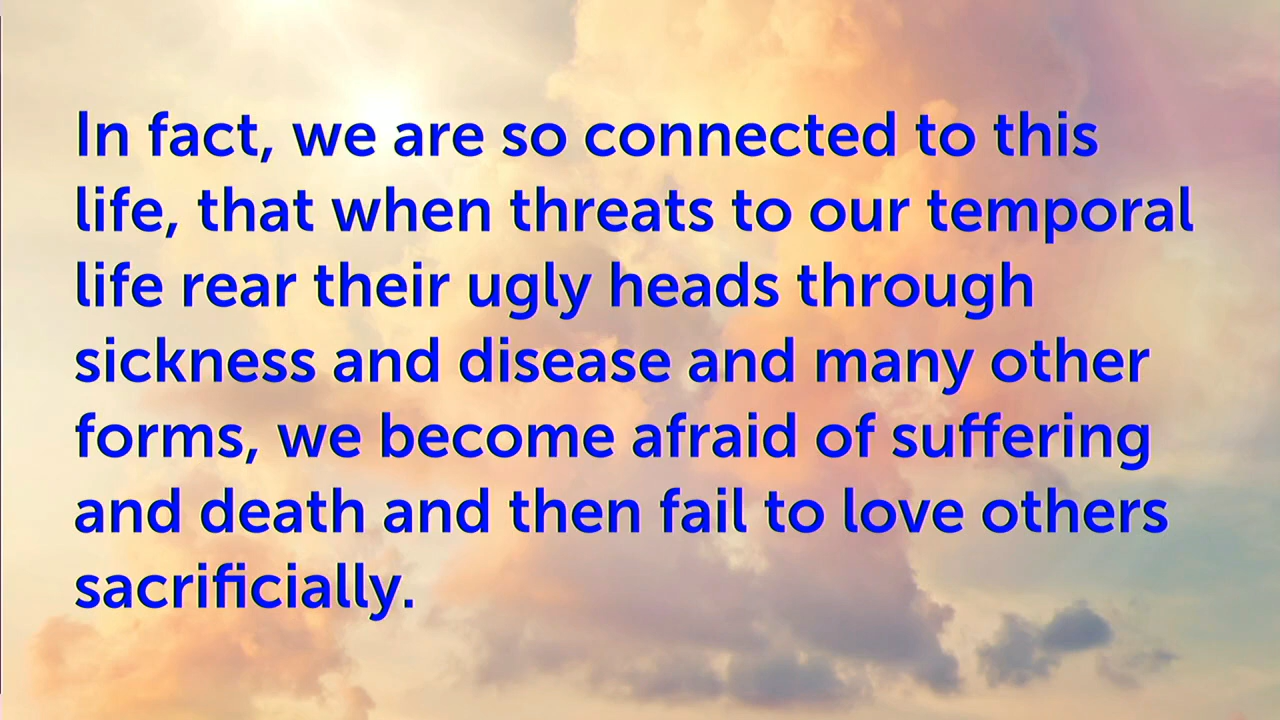 In fact, we are so connected to this
life, that when threats to our temporal
life rear their ugly heads through
sickness and disease and many other
forms, we become afraid of suffering
and death and then fail to love others
sacrificially.